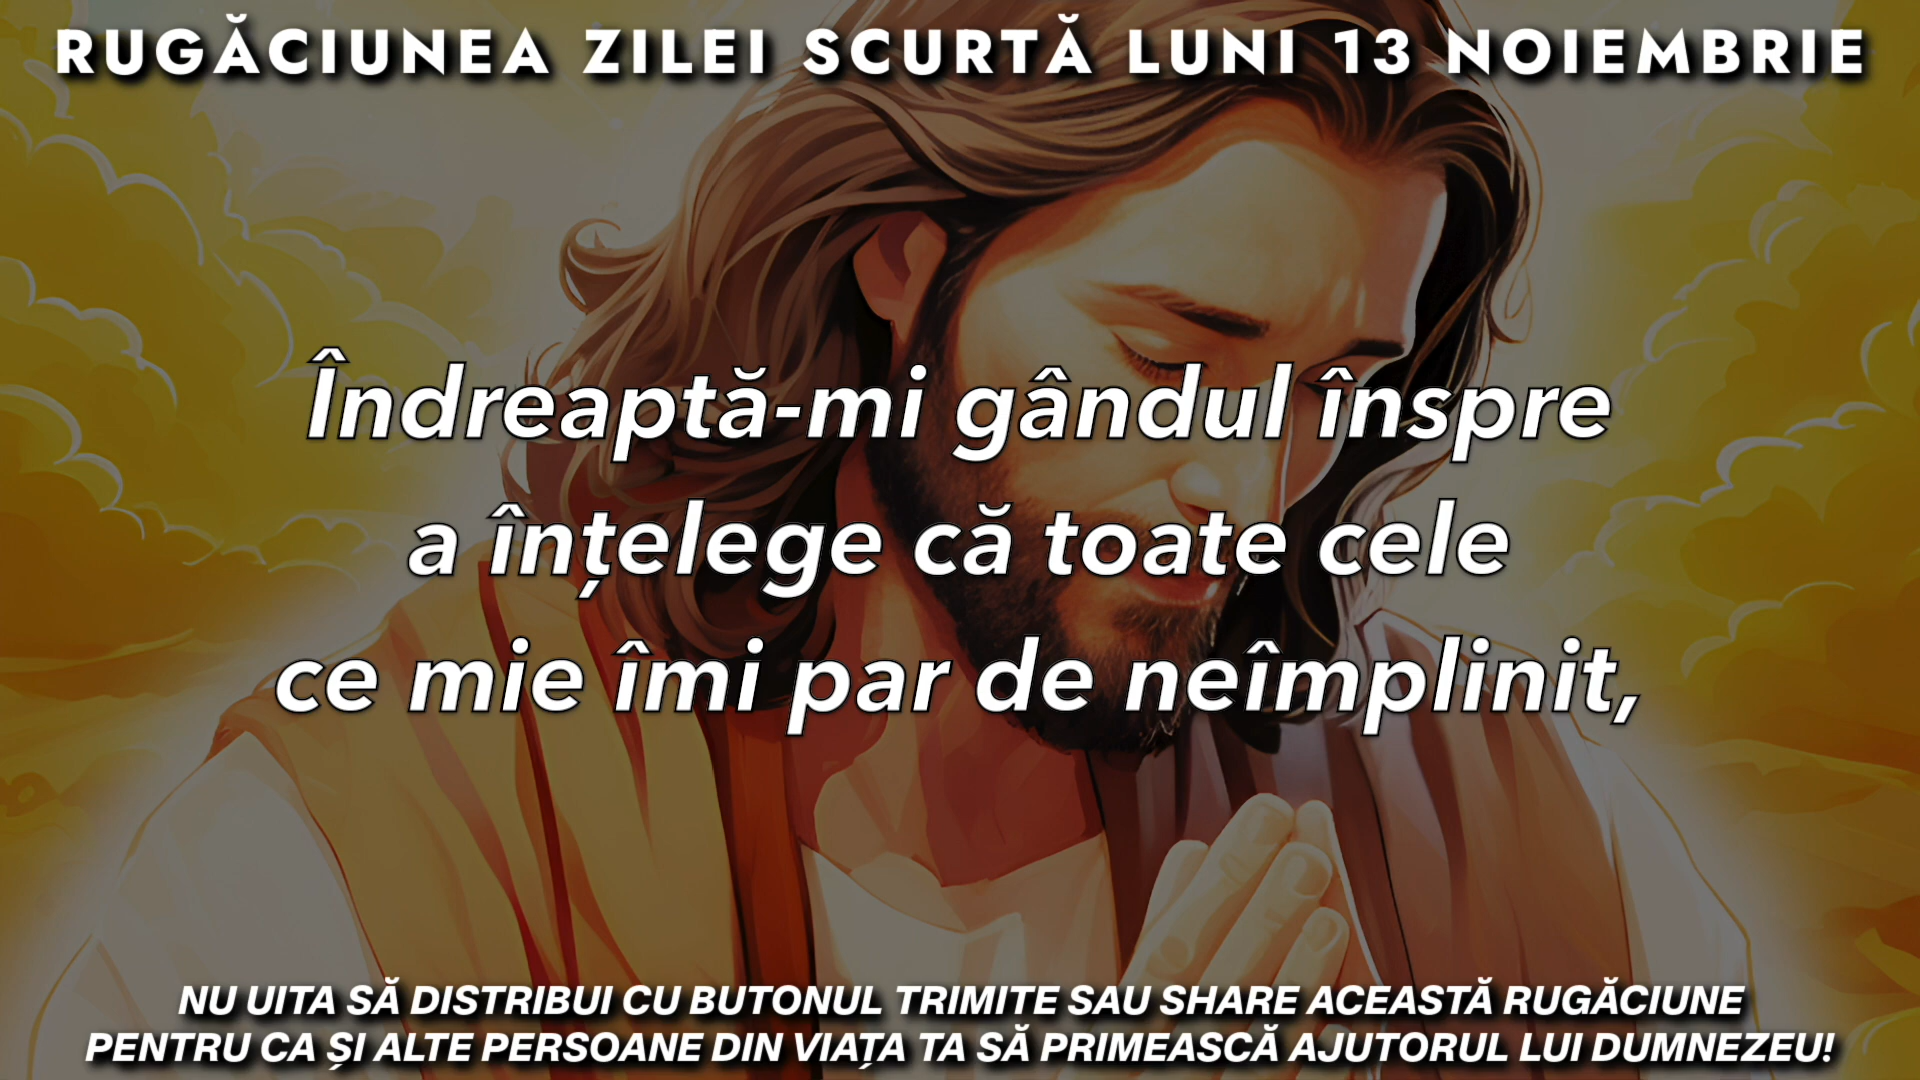 RUGĂCIUNEA ZILEI SCURTĂ LUNI 13 NOIEMBRIE
Îndreaptă-mi gândul înspre
a înțelege că toate cele
ce mie îmi par de neîmplinit,
NU UITA SĂ DISTRIBUI CU BUTONUL TRIMITE SAU SHARE ACEASTĂ RUGĂCIUNE
PENTRU CA ȘI ALTE PERSOANE DIN VIAȚA TA SĂ PRIMEASCĂ AJUTORUL LUI DUMNEZEU!